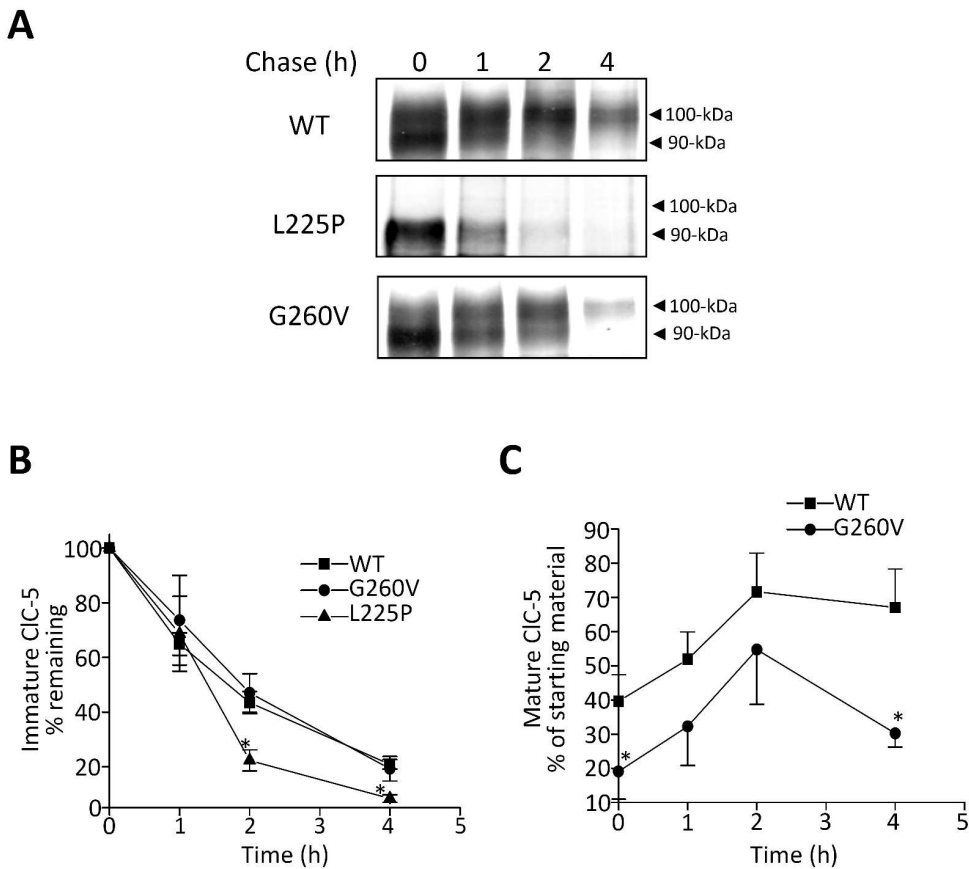 A
Chase (h) 0 1 2 4
WT
◄ 100-kDa
◄ 90-kDa
L225P
◄ 100-kDa
◄ 90-kDa
G260V
◄ 100-kDa
◄ 90-kDa
B
Immature ClC-5
% remaining
100
80
60
40
20
0
WT
G260V
L225P
*
*
0 1 2 3 4 5
Time (h)
C
Mature ClC-5
% of starting material
WT
G260V
90
80
70
60
50
40
30
20
10
*
*
0 1 2 3 4 5
Time (h)